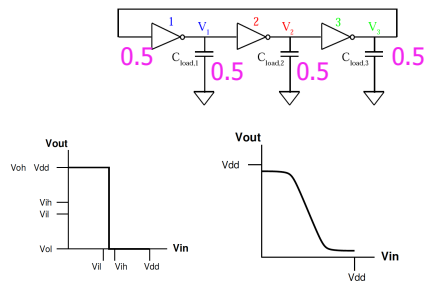 1 V1 2 V2 3 V3
0.5 Cload,1 0.5 Cload,2 0.5 Cload,3 0.5
Vout
Voh Vdd
Vih
Vil
Vol
Vin
Vil Vih Vdd
Vout
Vdd
Vin
Vdd